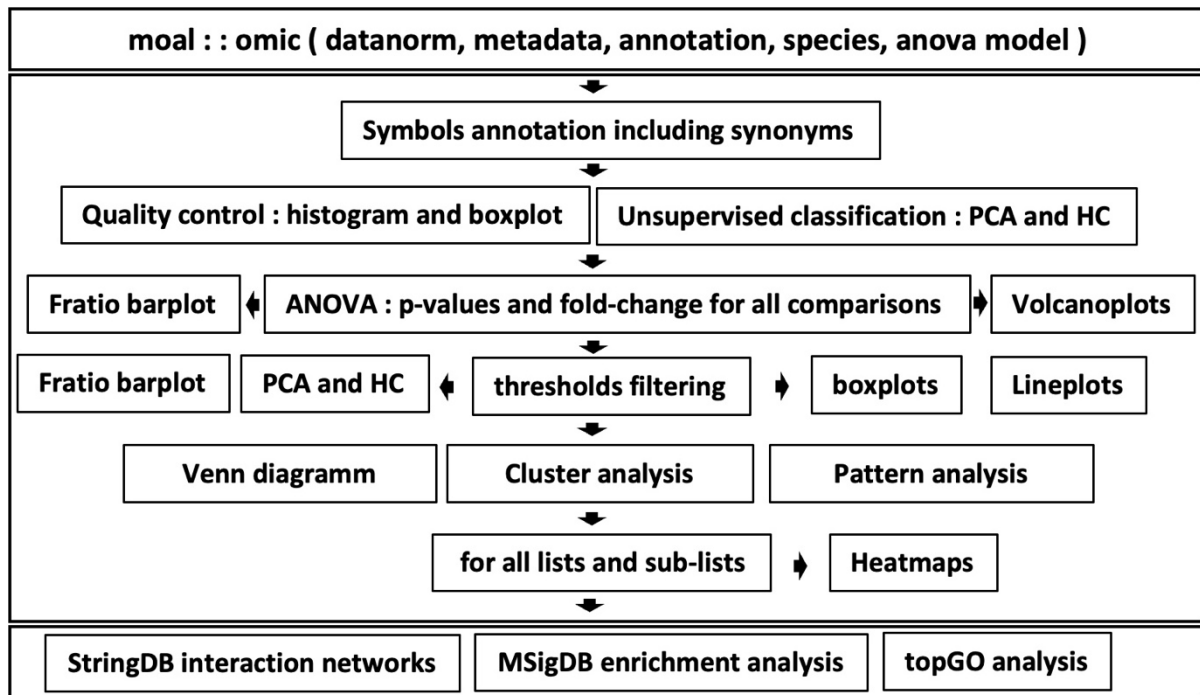 moal : : omic ( datanorm, metadata, annotation, species, anova model )
Symbols annotation including synonyms
Quality control : histogram and boxplot
Unsupervised classification : PCA and HC
Fratio barplot
ANOVA : p-values and fold-change for all comparisons
Volcanoplots
Fratio barplot
PCA and HC
thresholds filtering
boxplots
Lineplots
Venn diagramm
Cluster analysis
Pattern analysis
for all lists and sub-lists
Heatmaps
StringDB interaction networks
MSigDB enrichment analysis
topGO analysis